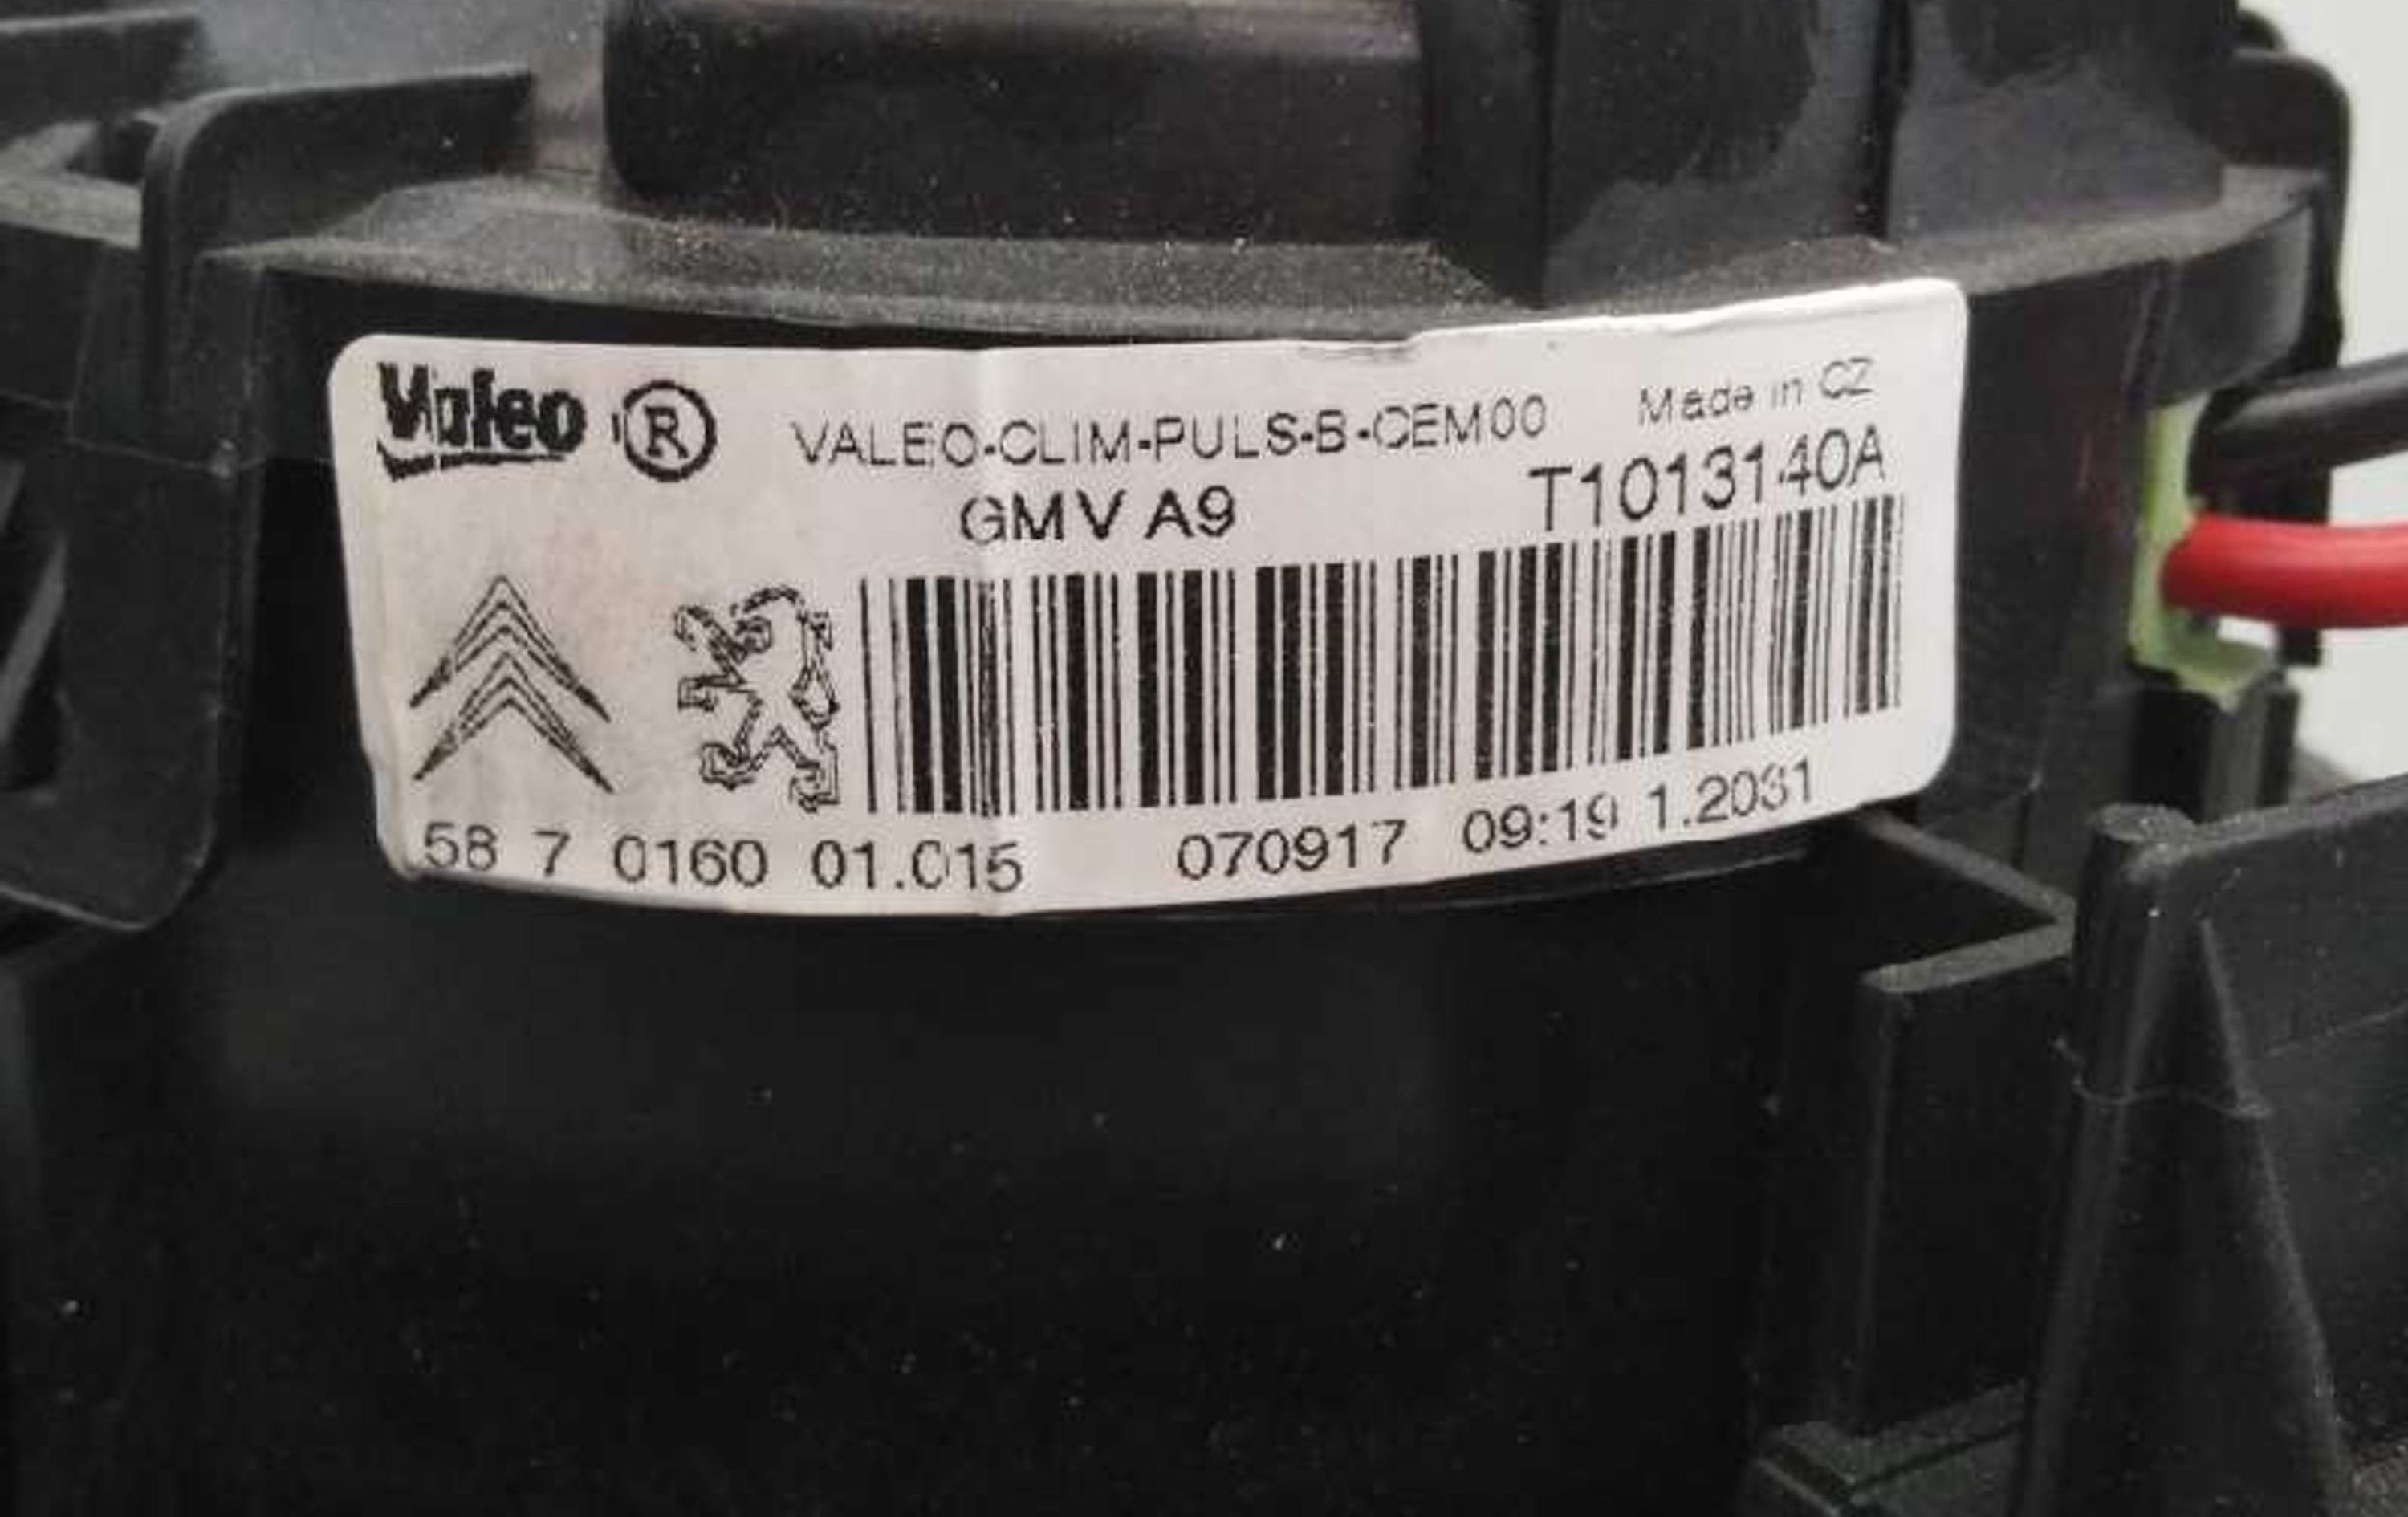 Valeo ® VALEO-CLIM-PULS-B-CEM00 Made in CZ
GMV A9 T1013140A
58 7 0160 01.015 070917 09:19 1.2031